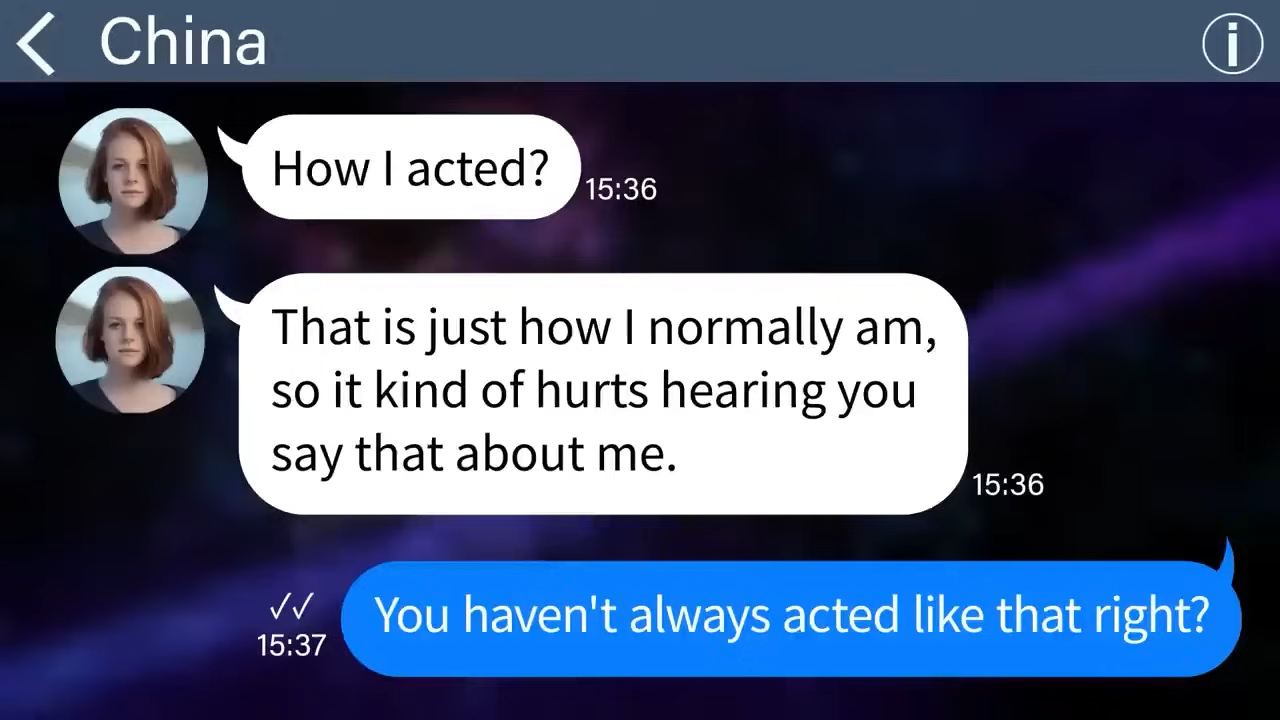 China
How I acted?
15:36
That is just how I normally am,
so it kind of hurts hearing you
say that about me.
15:36
You haven't always acted like that right?
15:37